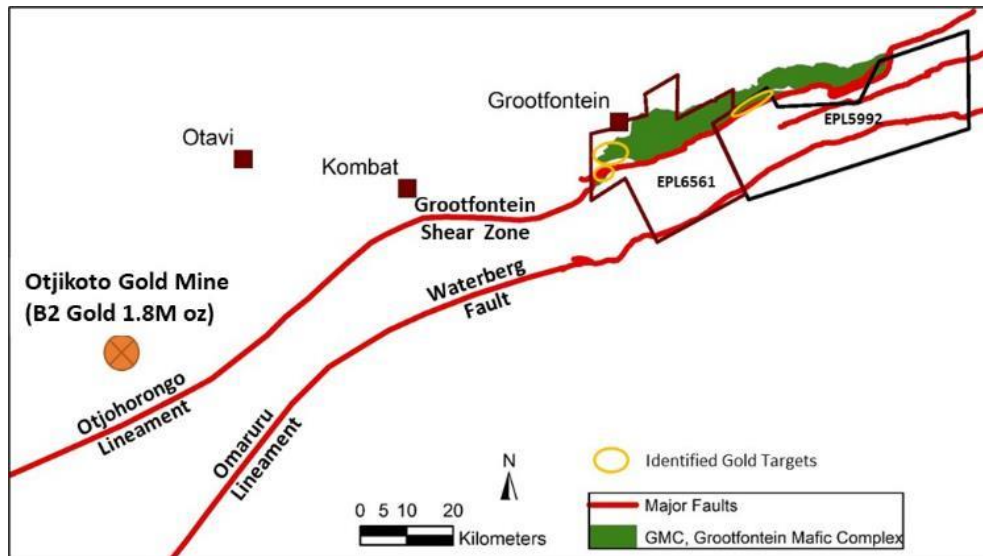 Grootfontein
Otavi
EPL5992
Kombat
EPL6561
Grootfontein
Shear Zone
Otjikoto Gold Mine
(B2 Gold 1.8M oz)
Waterberg
Fault
Otjohorongo
Lineament
Omaruru
Lineament
N
Identified Gold Targets
0 5 10 20
Kilometers
Major Faults
GMC, Grootfontein Mafic Complex